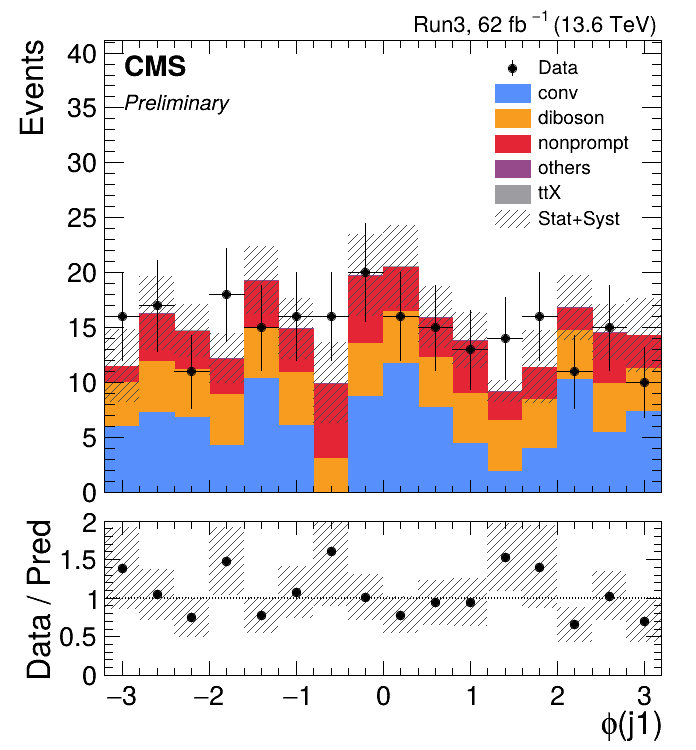 Run3, 62 fb⁻¹ (13.6 TeV)
CMS
Preliminary
Events
40
35
30
25
20
15
10
5
0
Data
conv
diboson
nonprompt
others
ttX
Stat+Syst
Data / Pred
2
1.5
1
0.5
0
−3 −2 −1 0 1 2 3
ϕ(j1)